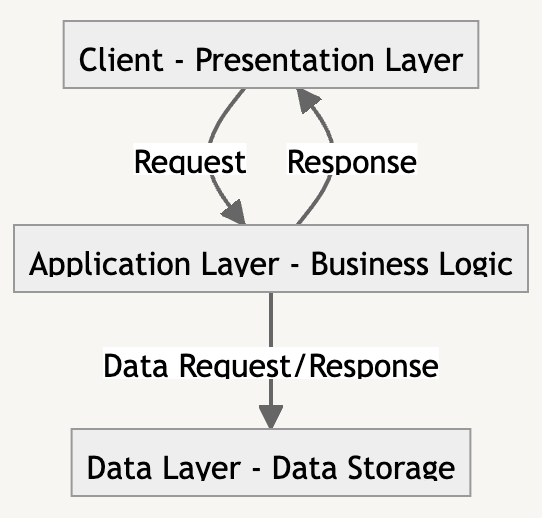 Client - Presentation Layer
Request
Response
Application Layer - Business Logic
Data Request/Response
Data Layer - Data Storage